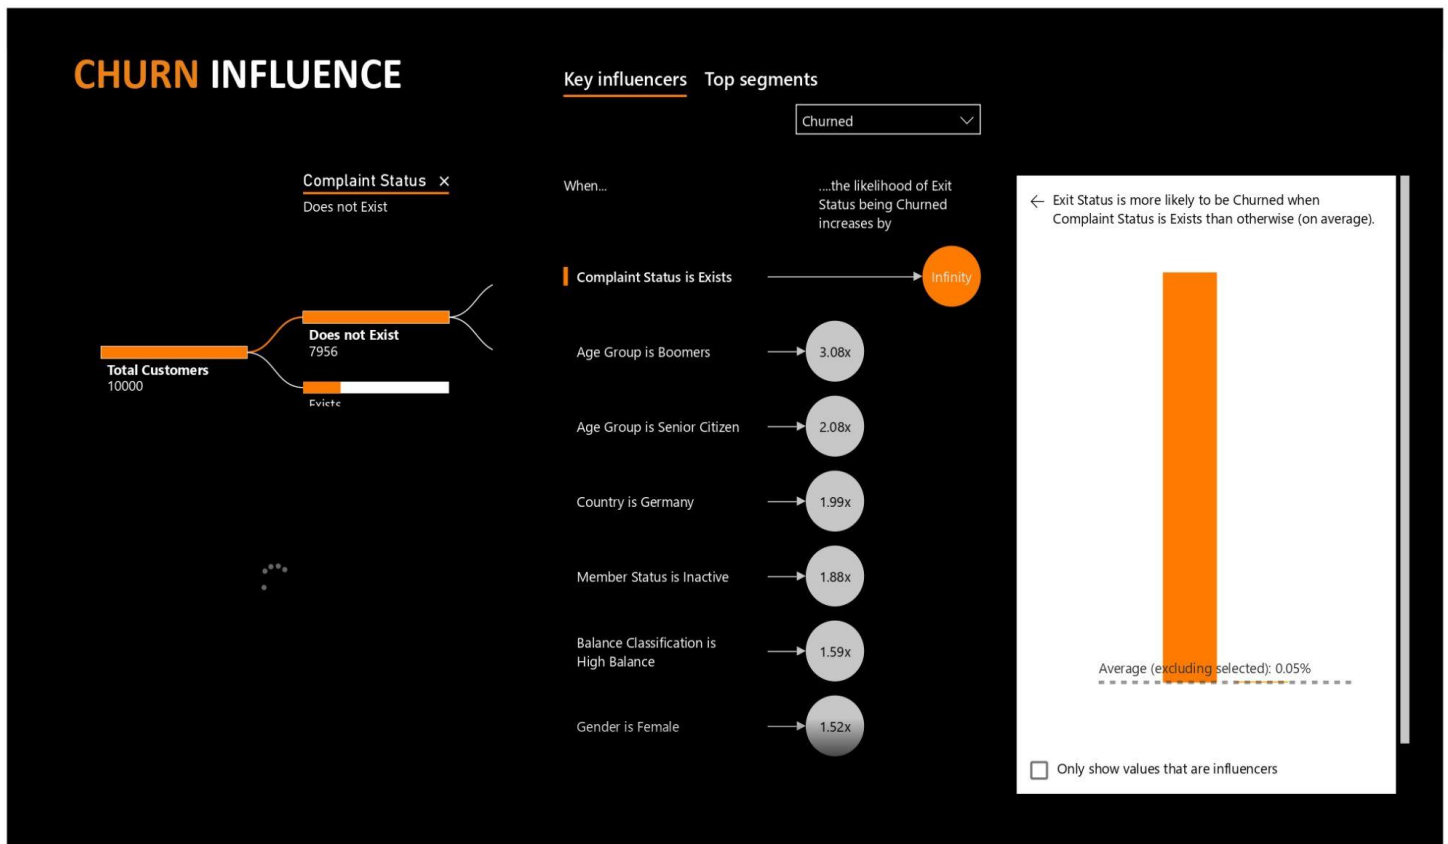 CHURN INFLUENCE
Key influencers
Top segments
Churned
Complaint Status ×
Does not Exist
Does not Exist
7956
Total Customers
10000
Exists
When...
....the likelihood of Exit
Status being Churned
increases by
Complaint Status is Exists
Infinity
Age Group is Boomers
3.08x
Age Group is Senior Citizen
2.08x
Country is Germany
1.99x
Member Status is Inactive
1.88x
Balance Classification is
High Balance
1.59x
Gender is Female
1.52x
← Exit Status is more likely to be Churned when
Complaint Status is Exists than otherwise (on average).
Average (excluding selected): 0.05%
Only show values that are influencers